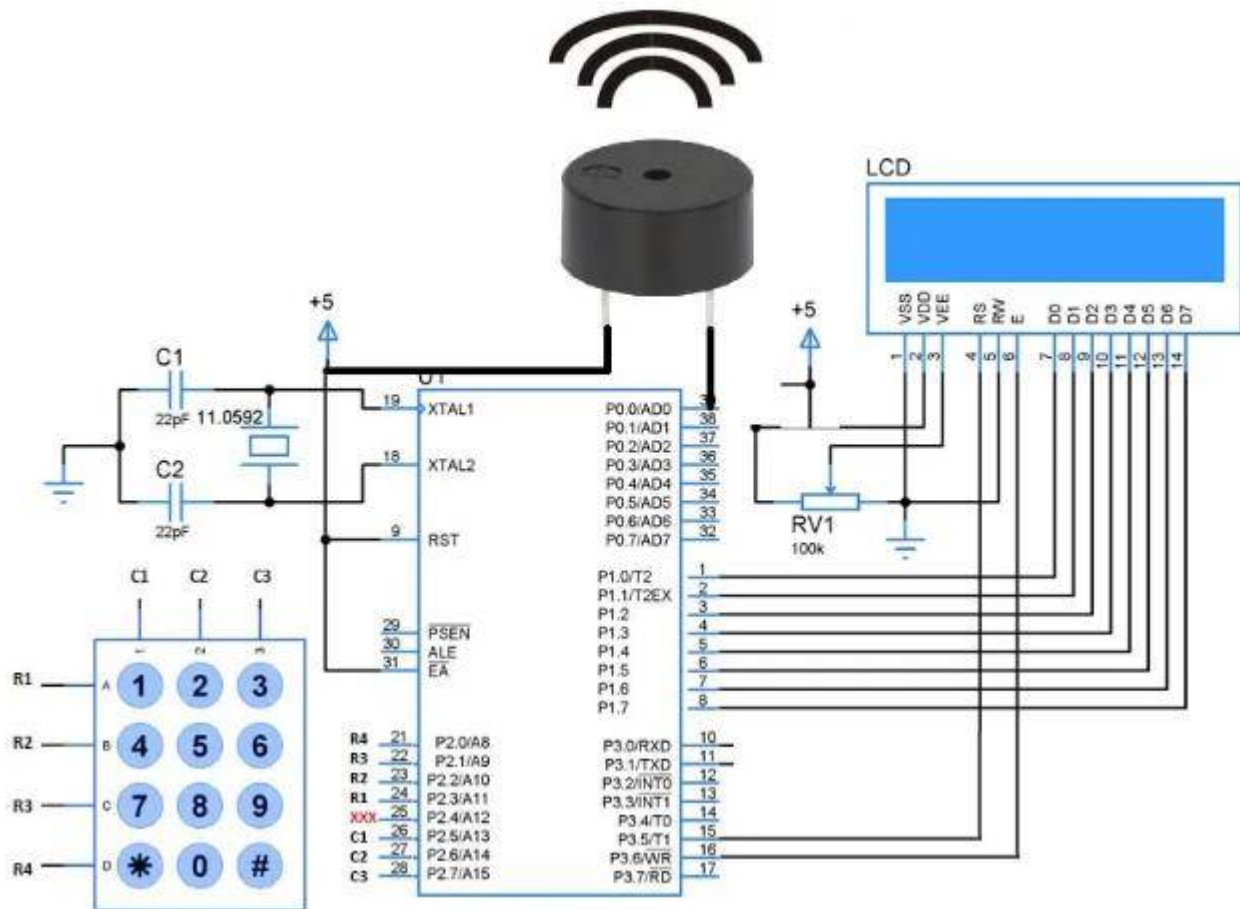 LCD
VSS
VDD
VEE
RS
RW
E
D0
D1
D2
D3
D4
D5
D6
D7
1
2
3
4
5
6
7
8
9
10
11
12
13
14
+5
+5
C1
22pF
11.0592
C2
22pF
RV1
100k
U1
19 XTAL1
18 XTAL2
9 RST
29 PSEN
30 ALE
31 EA
R4 21 P2.0/A8
R3 22 P2.1/A9
R2 23 P2.2/A10
R1 24 P2.3/A11
XXX 25 P2.4/A12
C1 26 P2.5/A13
C2 27 P2.6/A14
C3 28 P2.7/A15
P0.0/AD0
P0.1/AD1 38
P0.2/AD2 37
P0.3/AD3 36
P0.4/AD4 35
P0.5/AD5 34
P0.6/AD6 33
P0.7/AD7 32
P1.0/T2 1
P1.1/T2EX 2
P1.2 3
P1.3 4
P1.4 5
P1.5 6
P1.6 7
P1.7 8
P3.0/RXD 10
P3.1/TXD 11
P3.2/INT0 12
P3.3/INT1 13
P3.4/T0 14
P3.5/T1 15
P3.6/WR 16
P3.7/RD 17
C1 C2 C3
1 2 3
R1 A 1 2 3
R2 B 4 5 6
R3 C 7 8 9
R4 D * 0 #